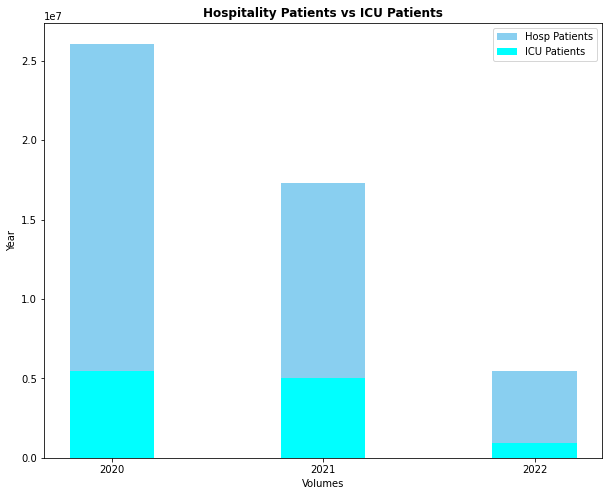 Hospitality Patients vs ICU Patients
1e7
Hosp Patients
ICU Patients
2.5
2.0
1.5
1.0
0.5
0.0
Year
2020 2021 2022
Volumes